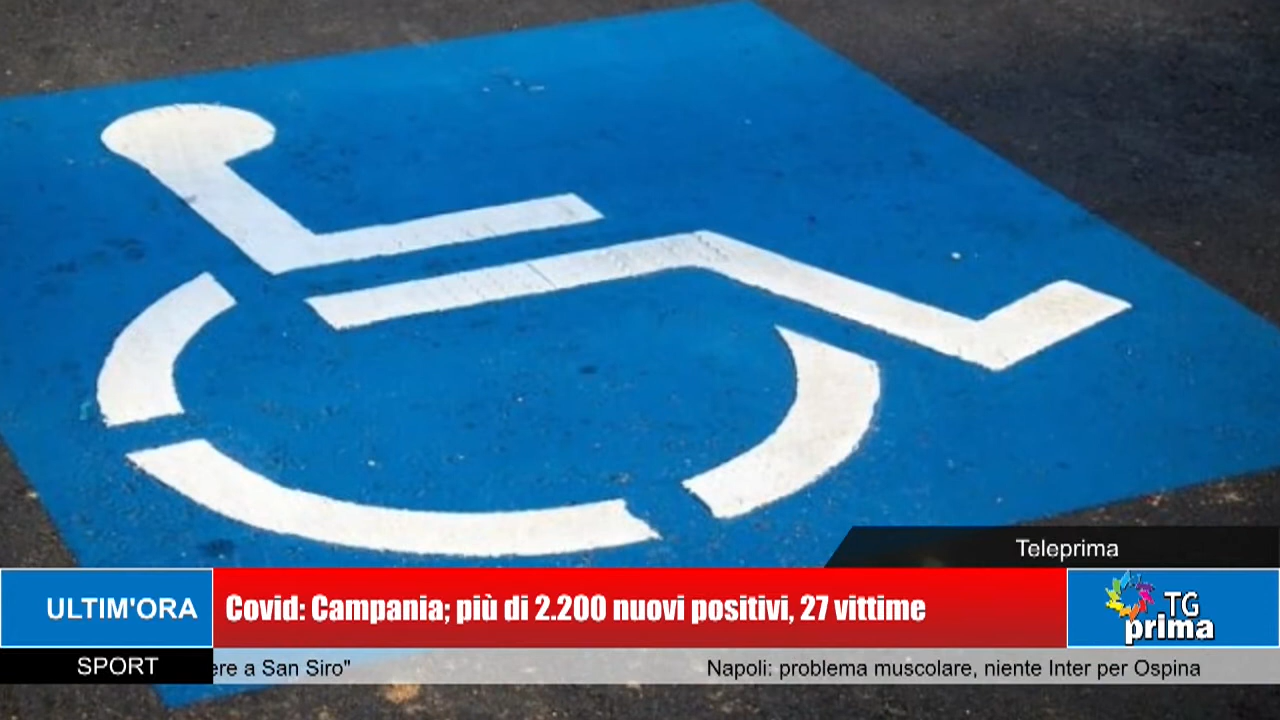 Teleprima
ULTIM'ORA
Covid: Campania; più di 2.200 nuovi positivi, 27 vittime
TG
prima
SPORT
ere a San Siro"
Napoli: problema muscolare, niente Inter per Ospina